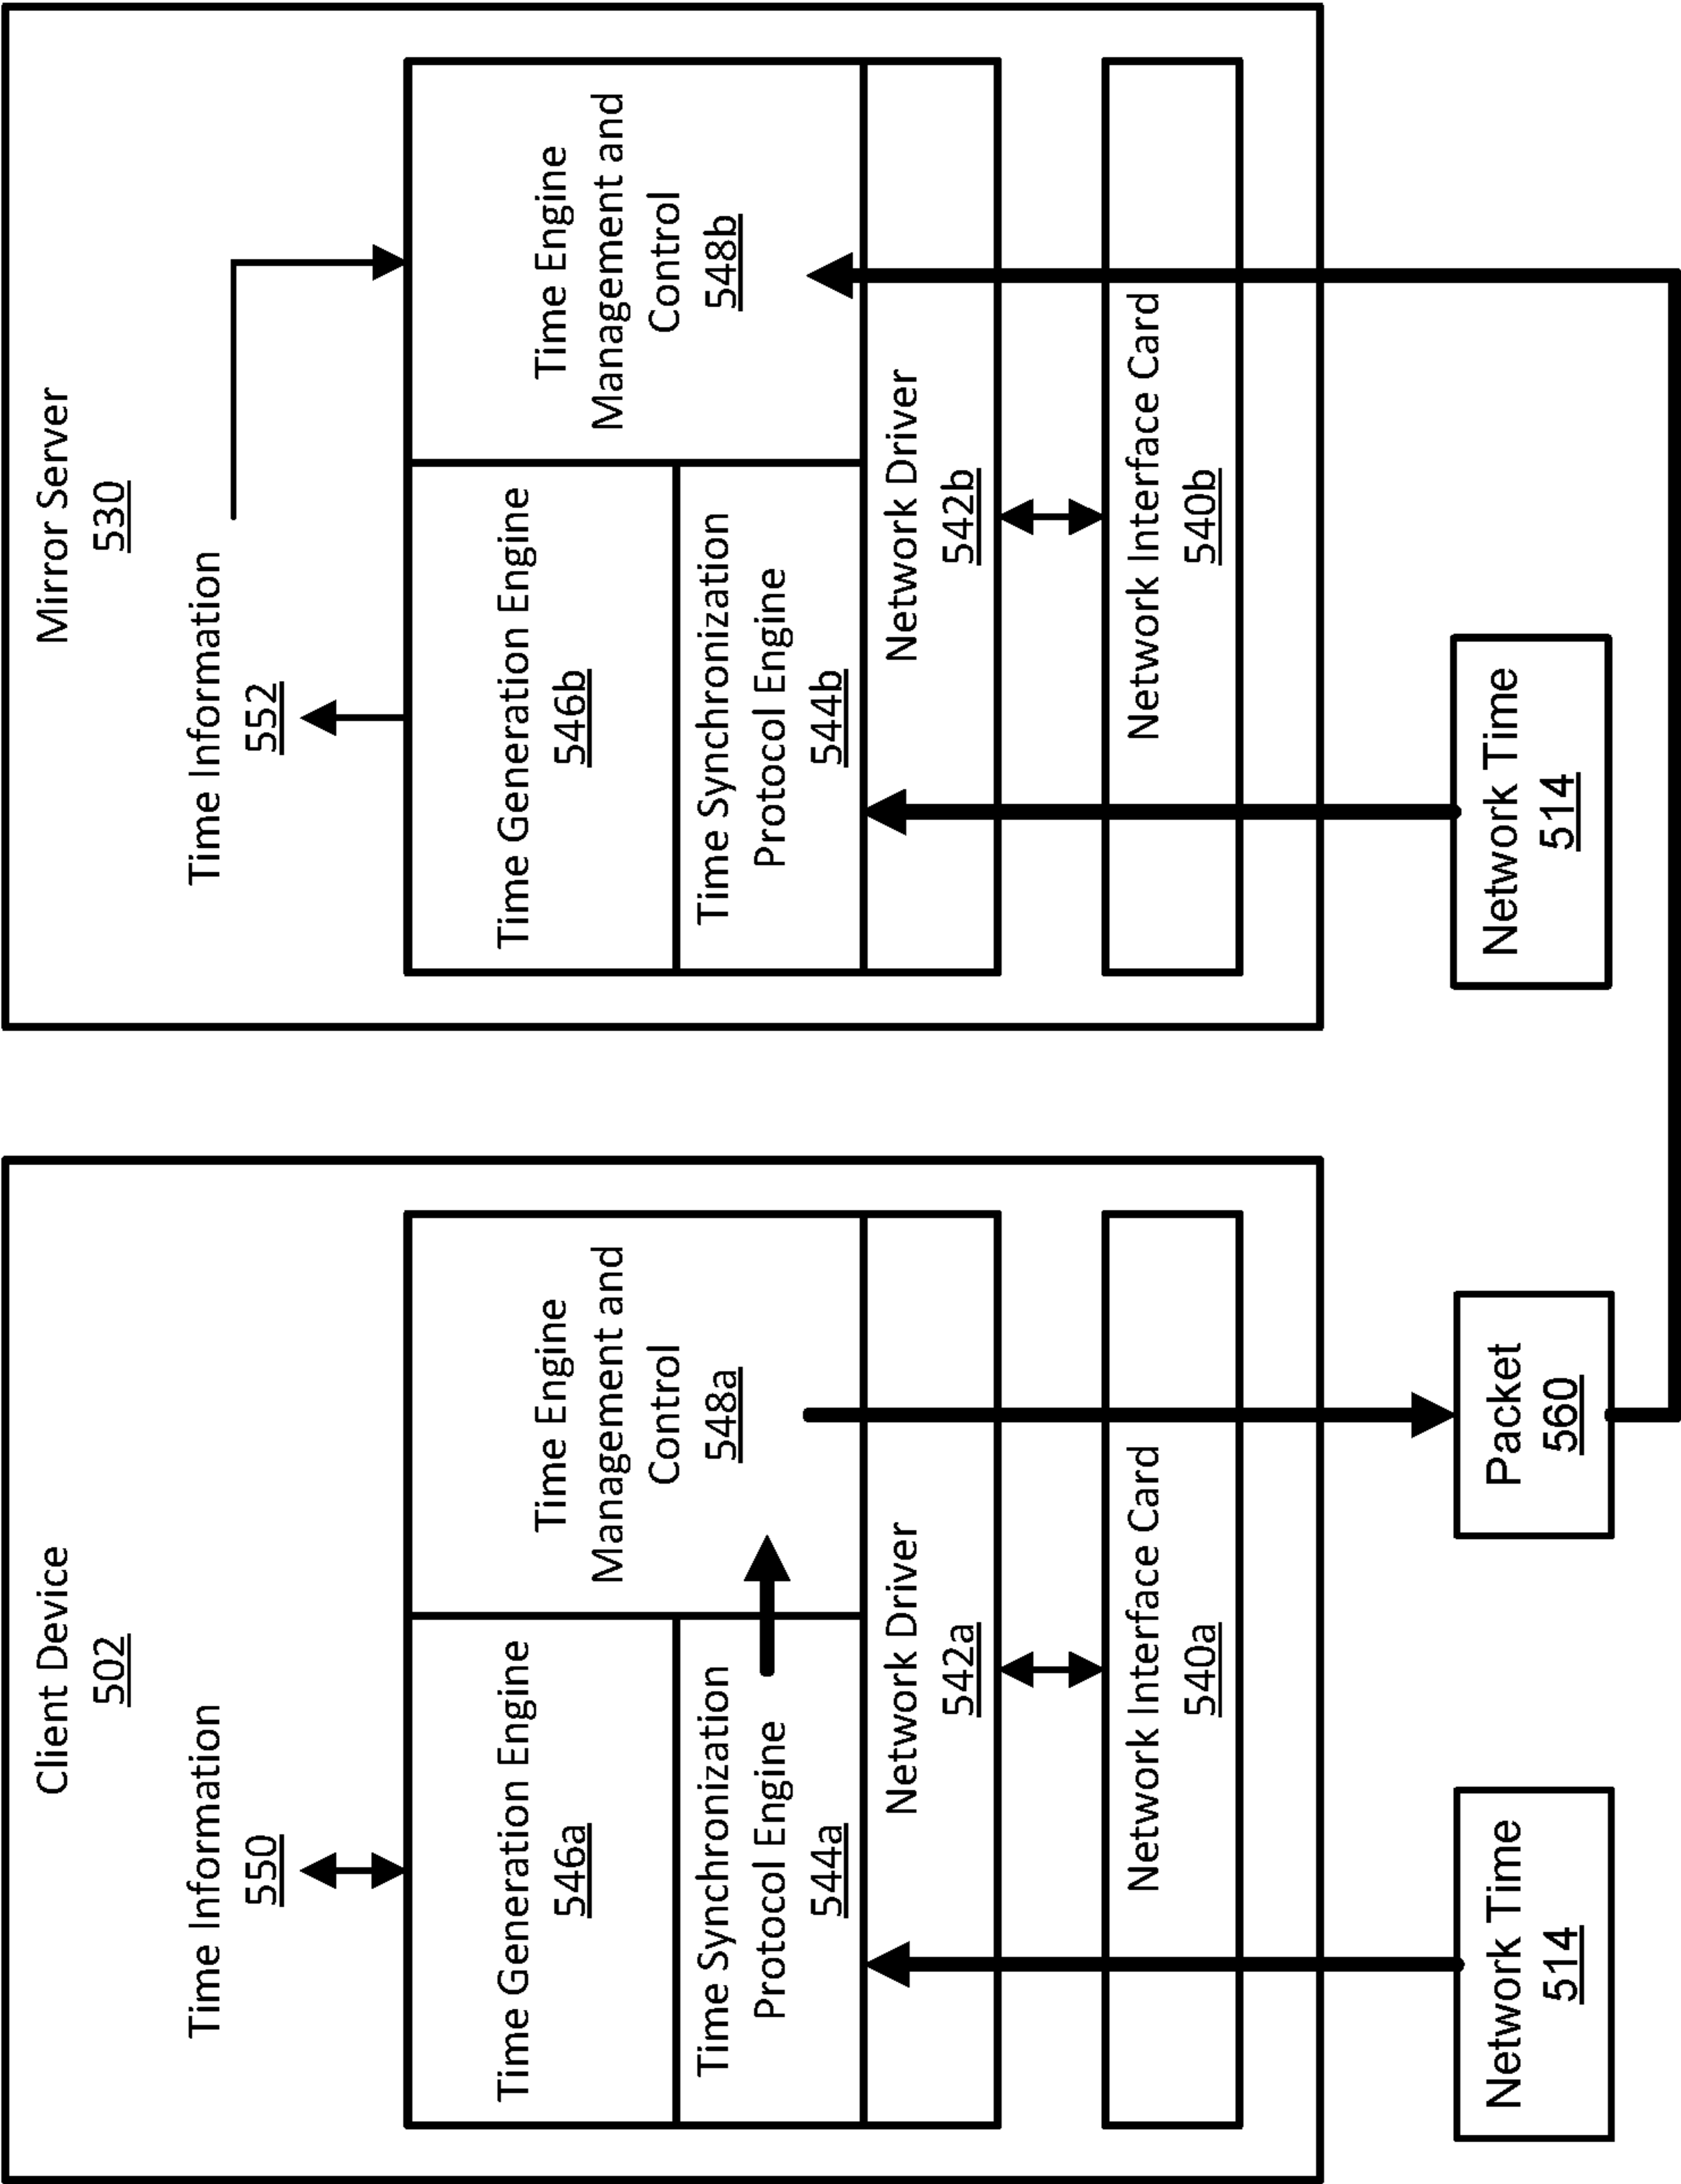 Client Device
502
Time Information
550
Time Generation Engine
546a
Time Synchronization
Protocol Engine
544a
Time Engine
Management and
Control
548a
Network Driver
542a
Network Interface Card
540a
Network Time
514
Packet
560
Mirror Server
530
Time Information
552
Time Generation Engine
546b
Time Synchronization
Protocol Engine
544b
Time Engine
Management and
Control
548b
Network Driver
542b
Network Interface Card
540b
Network Time
514